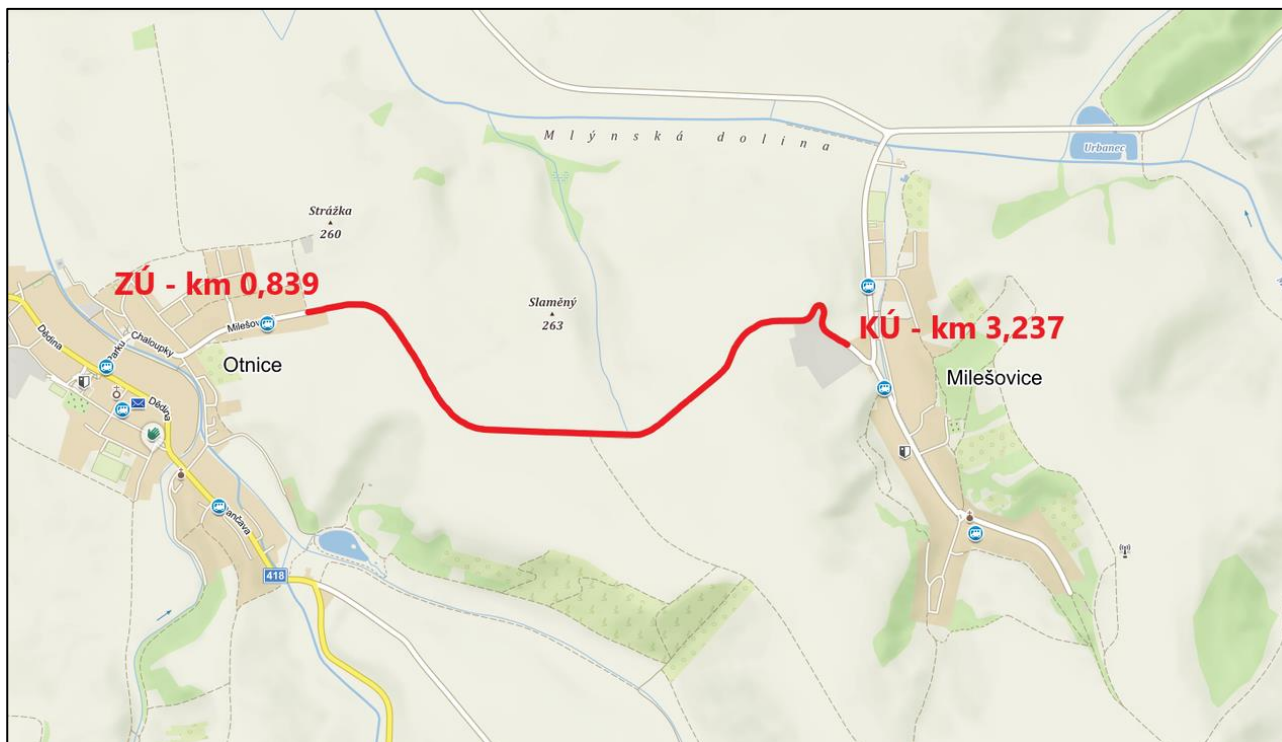 Mlýnská dolina
Urbanec
Strážka
260
ZÚ - km 0,839
Slaměný
263
KÚ - km 3,237
Dědina
Chaloupky
Otnice
Milešovice
Dědina
418